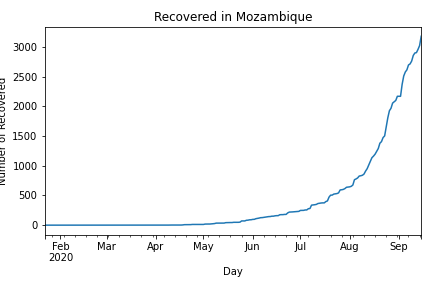 Recovered in Mozambique
Number of Recovered
3000
2500
2000
1500
1000
500
0
Feb Mar Apr May Jun Jul Aug Sep
2020
Day